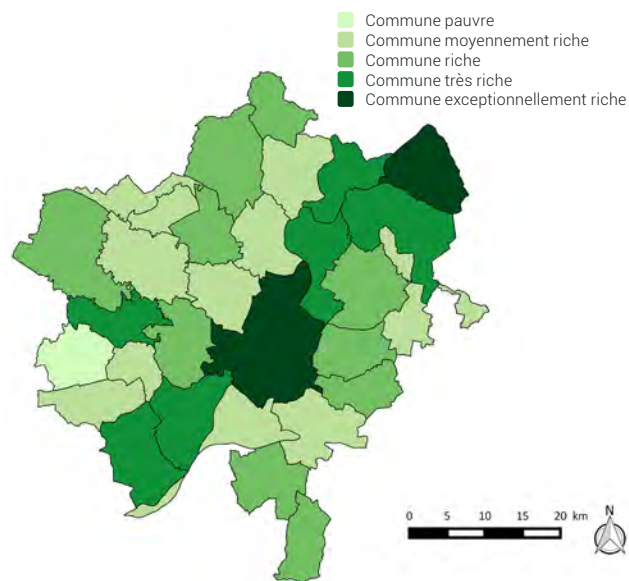 Commune pauvre
Commune moyennement riche
Commune riche
Commune très riche
Commune exceptionnellement riche
0 5 10 15 20 km
N